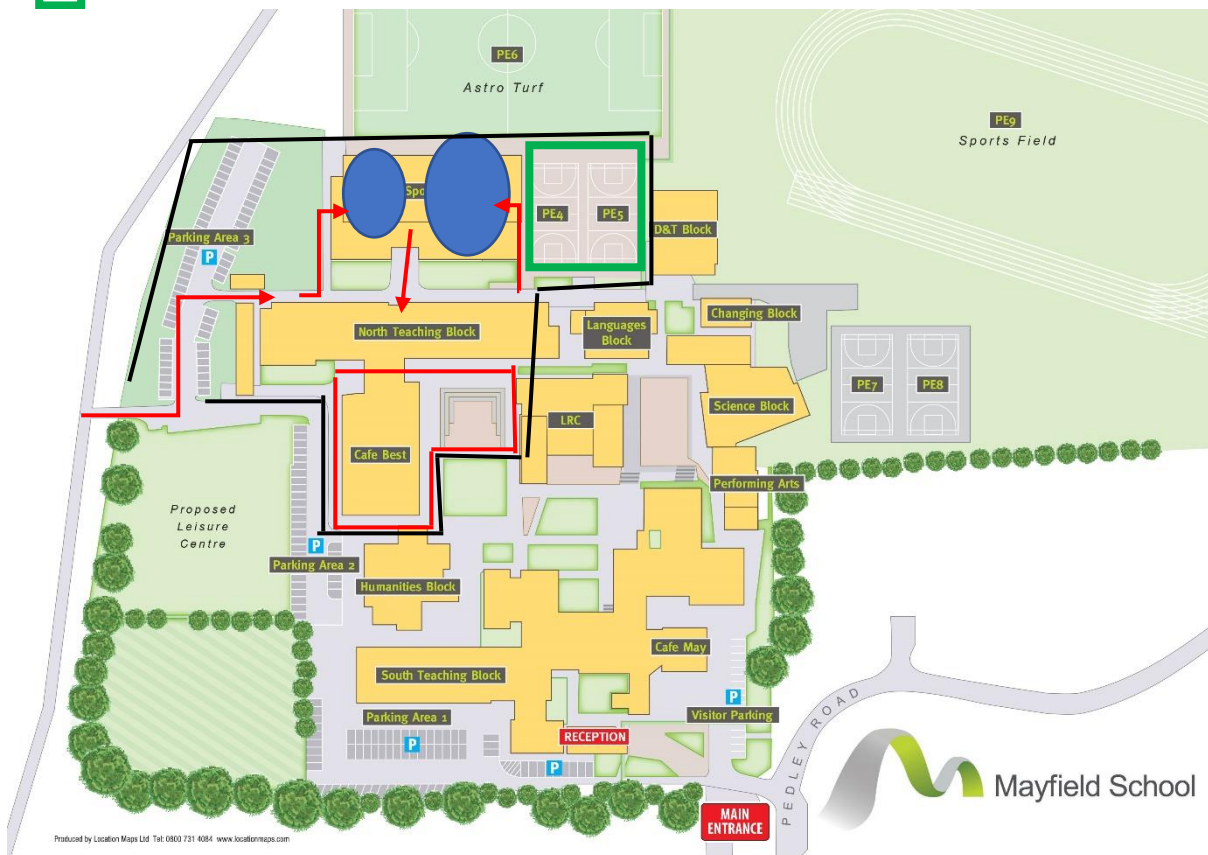 PE6
Astro Turf
PE9
Sports Field
Spo
PE4
PE5
D&T Block
Parking Area 3
P
Changing Block
North Teaching Block
Languages
Block
PE7
PE8
Science Block
LRC
Cafe Best
Performing Arts
Proposed
Leisure
Centre
P
Parking Area 2
Humanities Block
Cafe May
South Teaching Block
P
Visitor Parking
Parking Area 1
P
RECEPTION
P
PEDLEY ROAD
Mayfield School
MAIN
ENTRANCE
Produced by Location Maps Ltd Tel: 0800 731 4084 www.locationmaps.com